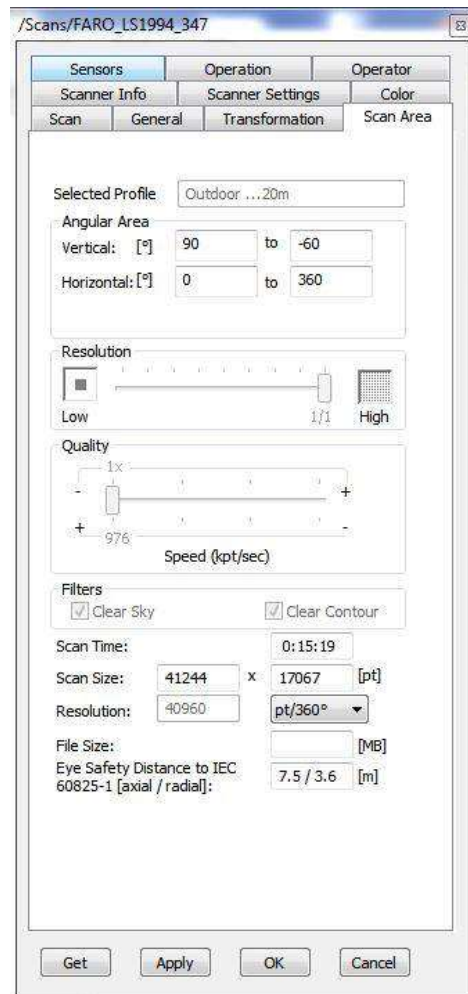 /Scans/FARO_LS1994_347
Sensors Operation Operator
Scanner Info Scanner Settings Color
Scan General Transformation Scan Area
Selected Profile Outdoor ...20m
Angular Area
Vertical: [°] 90 to -60
Horizontal: [°] 0 to 360
Resolution
Low 1/1 High
Quality
1x
- +
+ -
976
Speed (kpt/sec)
Filters
Clear Sky Clear Contour
Scan Time: 0:15:19
Scan Size: 41244 x 17067 [pt]
Resolution: 40960 pt/360°
File Size: [MB]
Eye Safety Distance to IEC
60825-1 [axial / radial]: 7.5 / 3.6 [m]
Get Apply OK Cancel